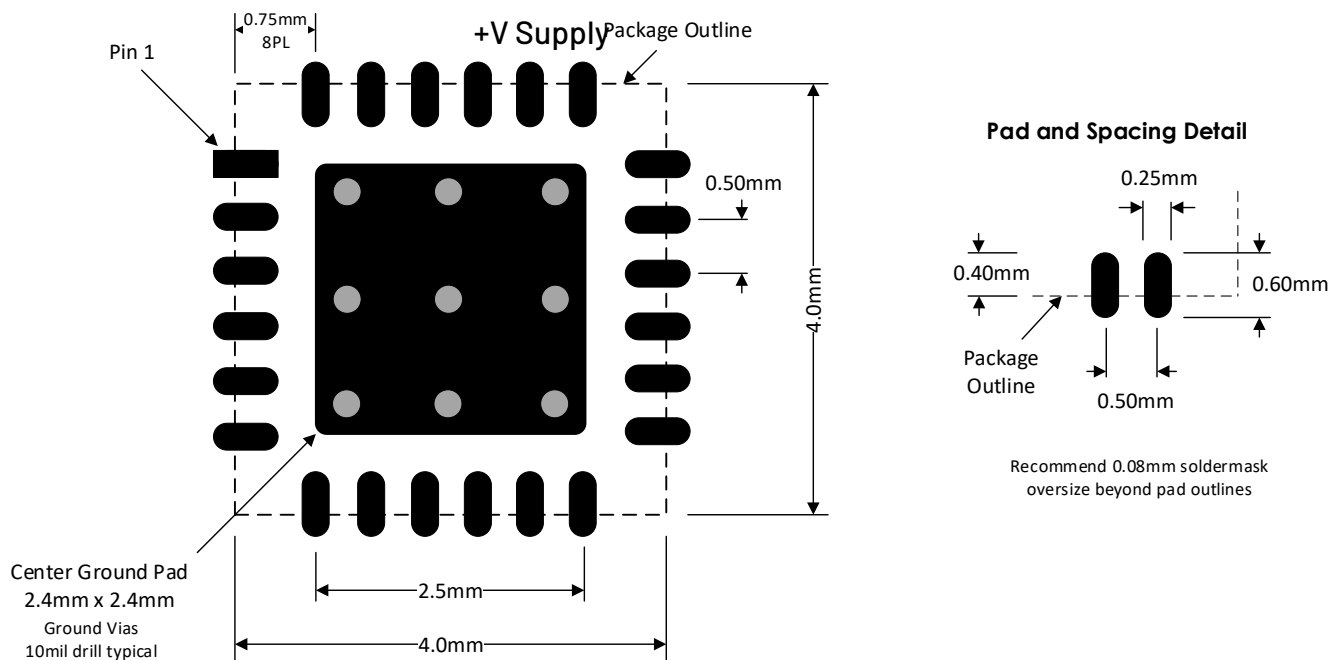 0.75mm
8PL
+V Supply
Package Outline
Pin 1
Pad and Spacing Detail
0.50mm
0.25mm
4.0mm
0.40mm
0.60mm
Package
Outline
0.50mm
Recommend 0.08mm soldermask
oversize beyond pad outlines
Center Ground Pad
2.4mm x 2.4mm
Ground Vias
10mil drill typical
2.5mm
4.0mm